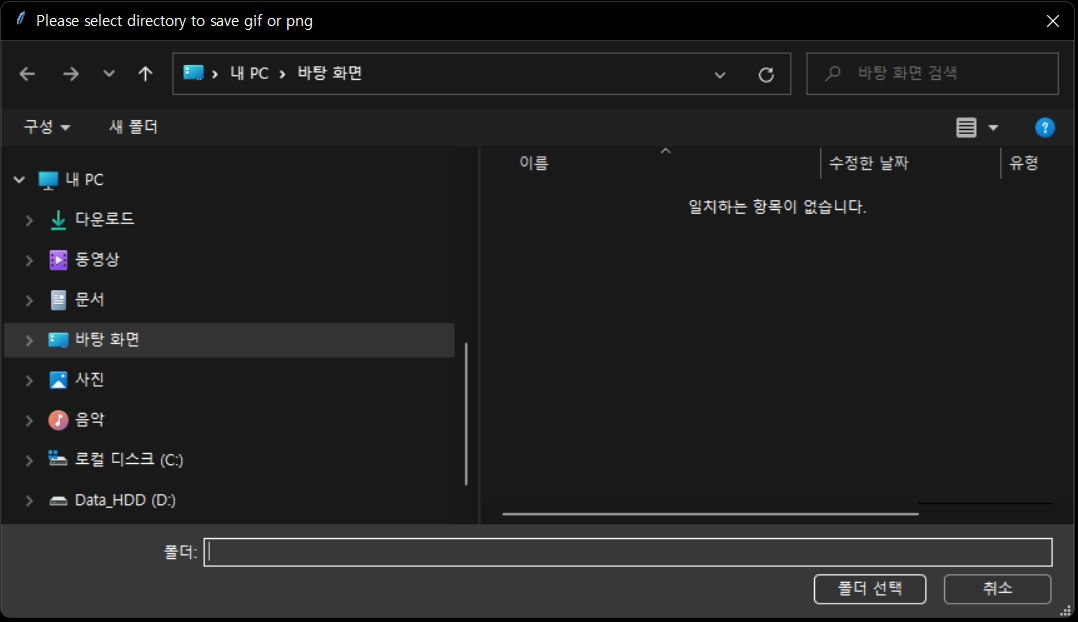 Please select directory to save gif or png
내 PC › 바탕 화면
바탕 화면 검색
구성
새 폴더
?
내 PC
다운로드
동영상
문서
바탕 화면
사진
음악
로컬 디스크 (C:)
Data_HDD (D:)
이름
수정한 날짜
유형
일치하는 항목이 없습니다.
폴더:
폴더 선택
취소